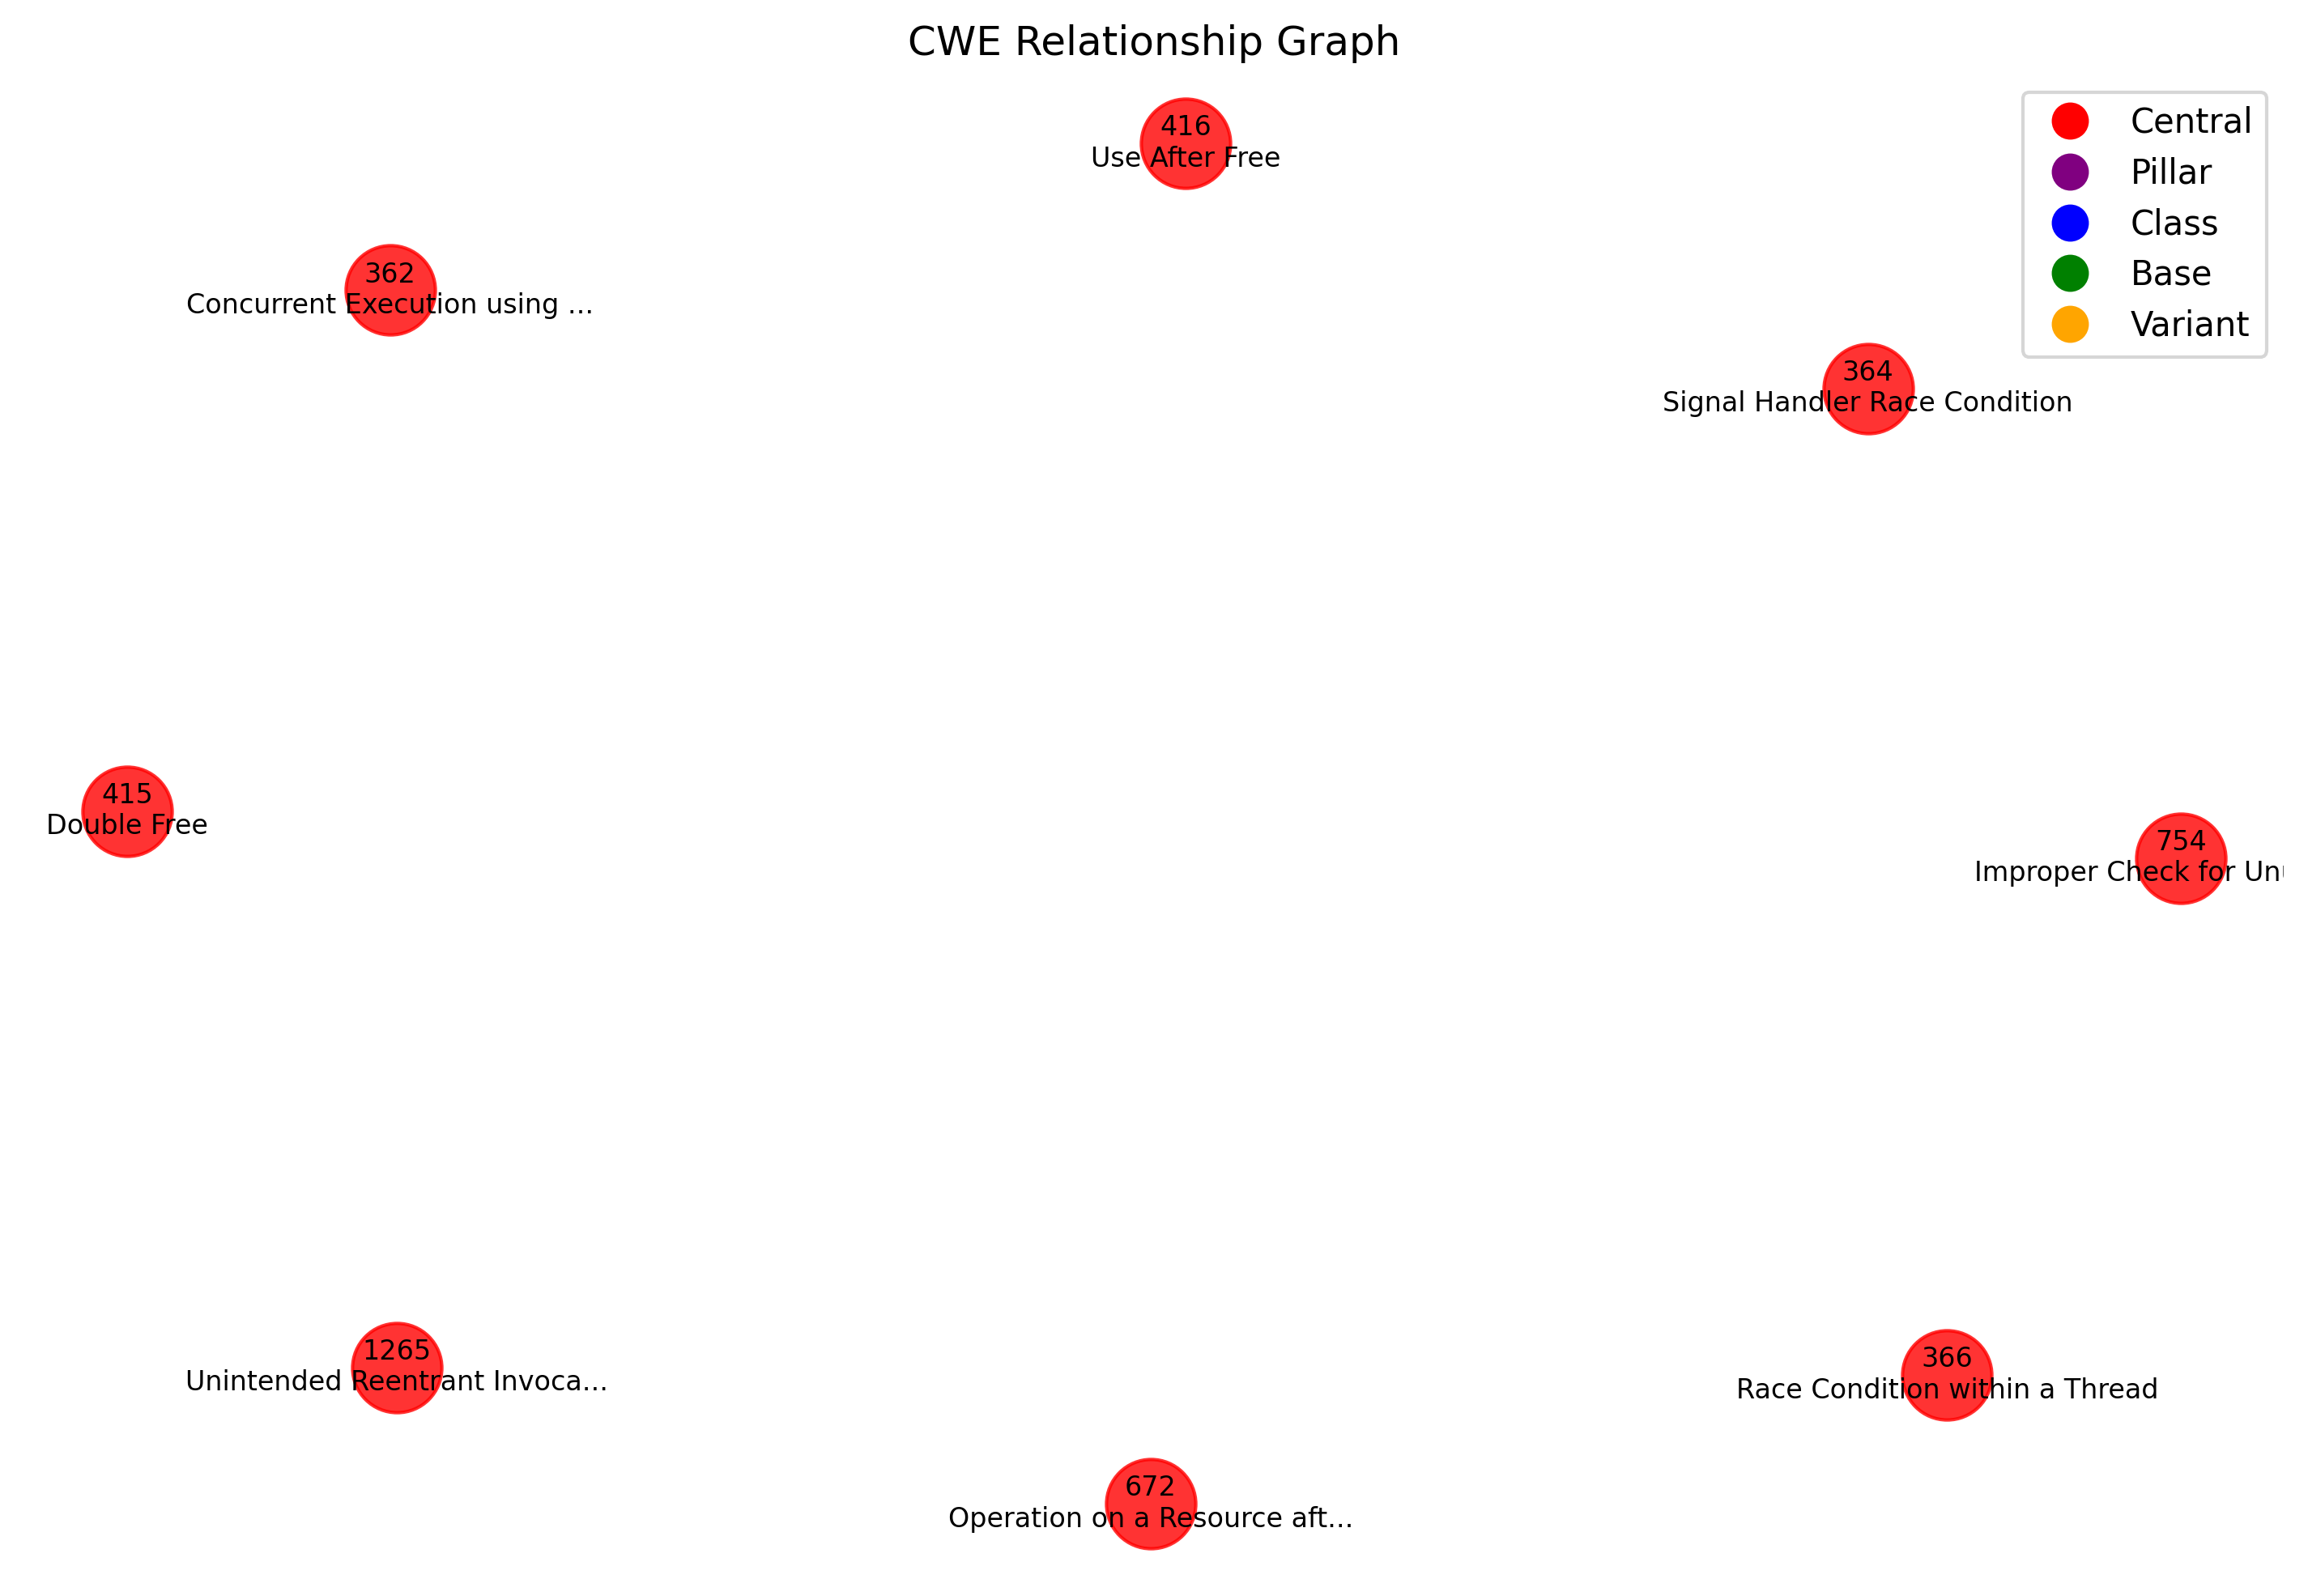 CWE Relationship Graph
416
Use After Free
Central
Pillar
Class
Base
Variant
362
Concurrent Execution using ...
364
Signal Handler Race Condition
415
Double Free
754
Improper Check for
1265
Unintended Reentrant Invoca...
366
Race Condition within a Thread
672
Operation on a Resource aft...